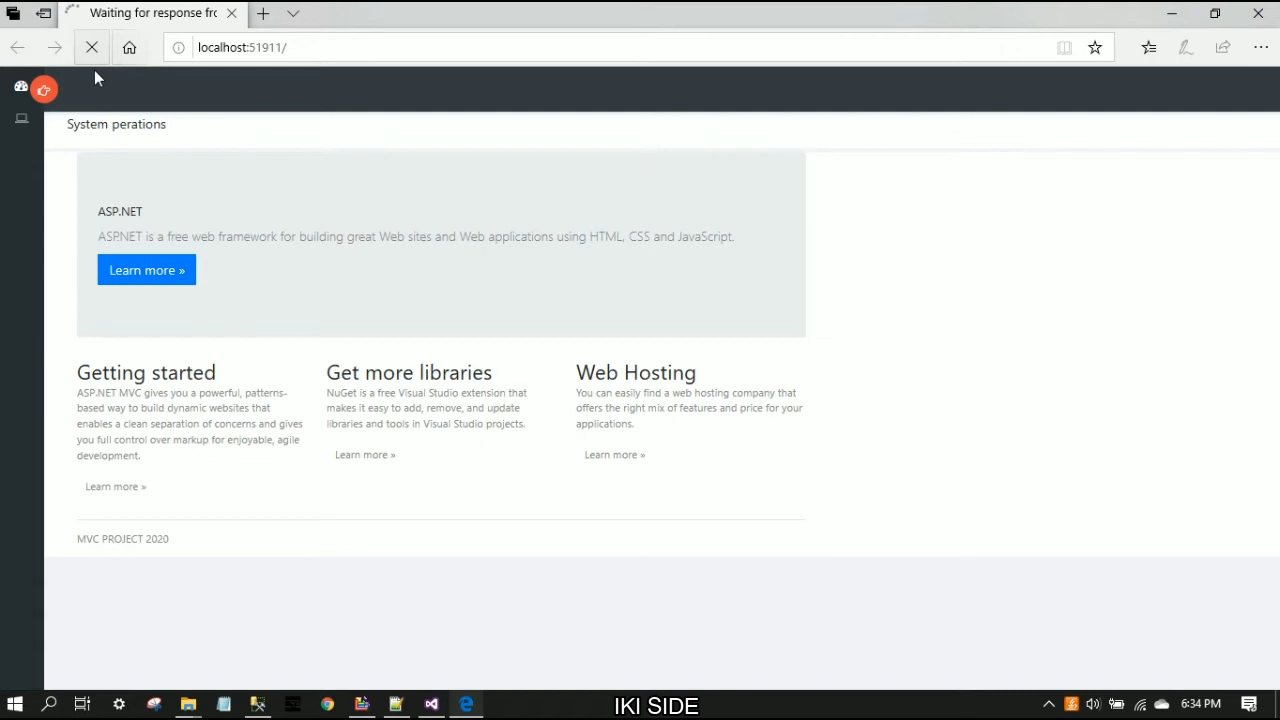 Waiting for response fro
localhost:51911/
System perations
ASP.NET
ASP.NET is a free web framework for building great Web sites and Web applications using HTML, CSS and JavaScript.
Learn more »
Getting started
ASP.NET MVC gives you a powerful, patterns-
based way to build dynamic websites that
enables a clean separation of concerns and gives
you full control over markup for enjoyable, agile
development.
Learn more »
Get more libraries
NuGet is a free Visual Studio extension that
makes it easy to add, remove, and update
libraries and tools in Visual Studio projects.
Learn more »
Web Hosting
You can easily find a web hosting company that
offers the right mix of features and price for your
applications.
Learn more »
MVC PROJECT 2020
IKI SIDE
6:34 PM